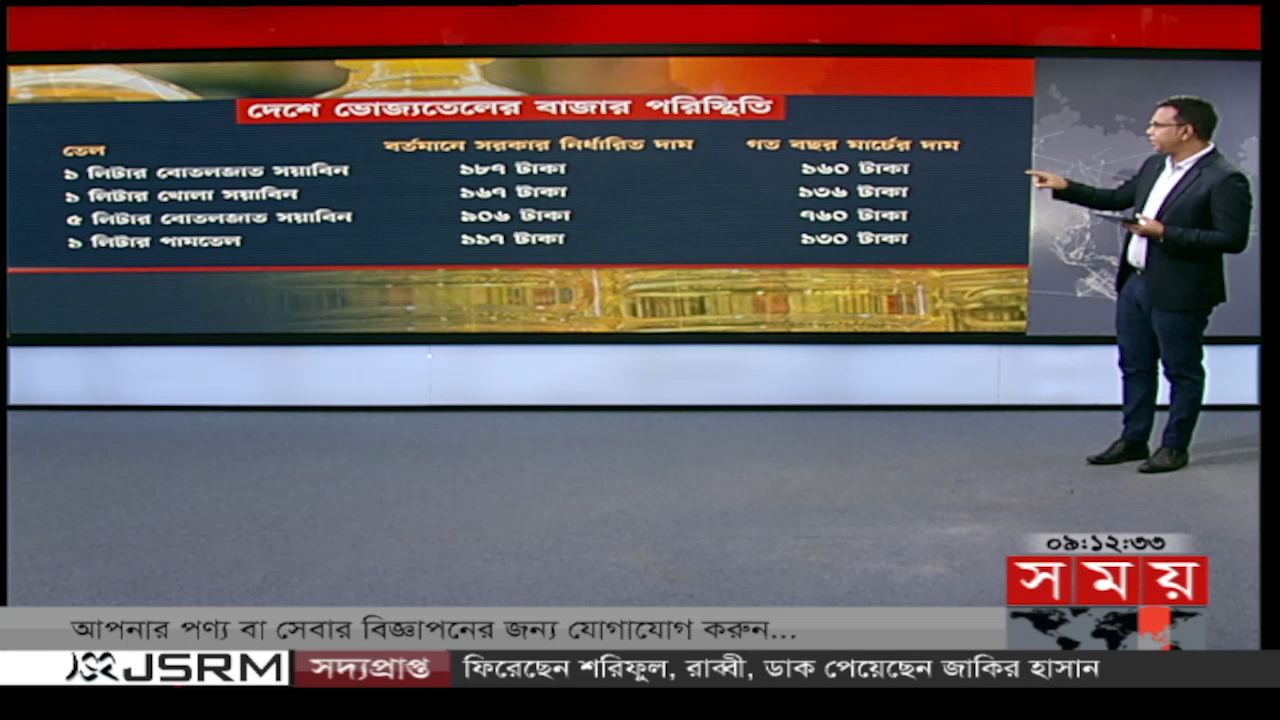 দেশে ভোজ্যতেলের বাজার পরিস্থিতি
তেল বর্তমানে সরকার নির্ধারিত দাম গত বছর মার্চের দাম
১ লিটার বোতলজাত সয়াবিন ১৮৭ টাকা ১৬০ টাকা
১ লিটার খোলা সয়াবিন ১৬৭ টাকা ১৩৬ টাকা
৫ লিটার বোতলজাত সয়াবিন ৯০৬ টাকা ৭৬০ টাকা
১ লিটার পামতেল ১১৭ টাকা ১৩০ টাকা
০৯:১২:৩৩
সময়
আপনার পণ্য বা সেবার বিজ্ঞাপনের জন্য যোগাযোগ করুন...
JSRM সদ্যপ্রাপ্ত ফিরেছেন শরিফুল, রাব্বী, ডাক পেয়েছেন জাকির হাসান